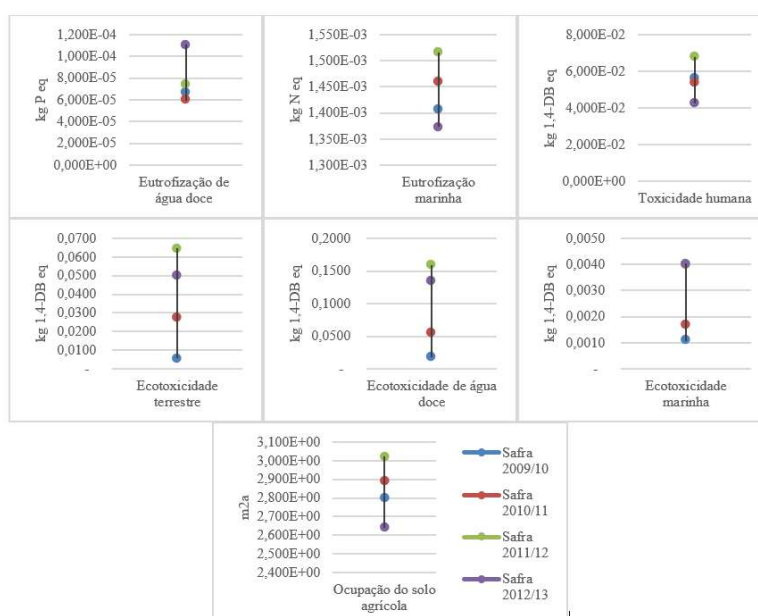 kg P eq
1,200E-04
1,000E-04
8,000E-05
6,000E-05
4,000E-05
2,000E-05
0,000E+00
Eutrofização de
água doce
kg N eq
1,550E-03
1,500E-03
1,450E-03
1,400E-03
1,350E-03
1,300E-03
Eutrofização
marinha
kg 1,4-DB eq
8,000E-02
6,000E-02
4,000E-02
2,000E-02
0,000E+00
Toxicidade humana
kg 1,4-DB eq
0,0700
0,0600
0,0500
0,0400
0,0300
0,0200
0,0100
-
Ecotoxicidade
terrestre
kg 1,4-DB eq
0,2000
0,1500
0,1000
0,0500
-
Ecotoxicidade de água
doce
kg 1,4-DB eq
0,0050
0,0040
0,0030
0,0020
0,0010
-
Ecotoxicidade
marinha
m2a
3,100E+00
3,000E+00
2,900E+00
2,800E+00
2,700E+00
2,600E+00
2,500E+00
2,400E+00
Ocupação do solo
agrícola
Safra
2009/10
Safra
2010/11
Safra
2011/12
Safra
2012/13